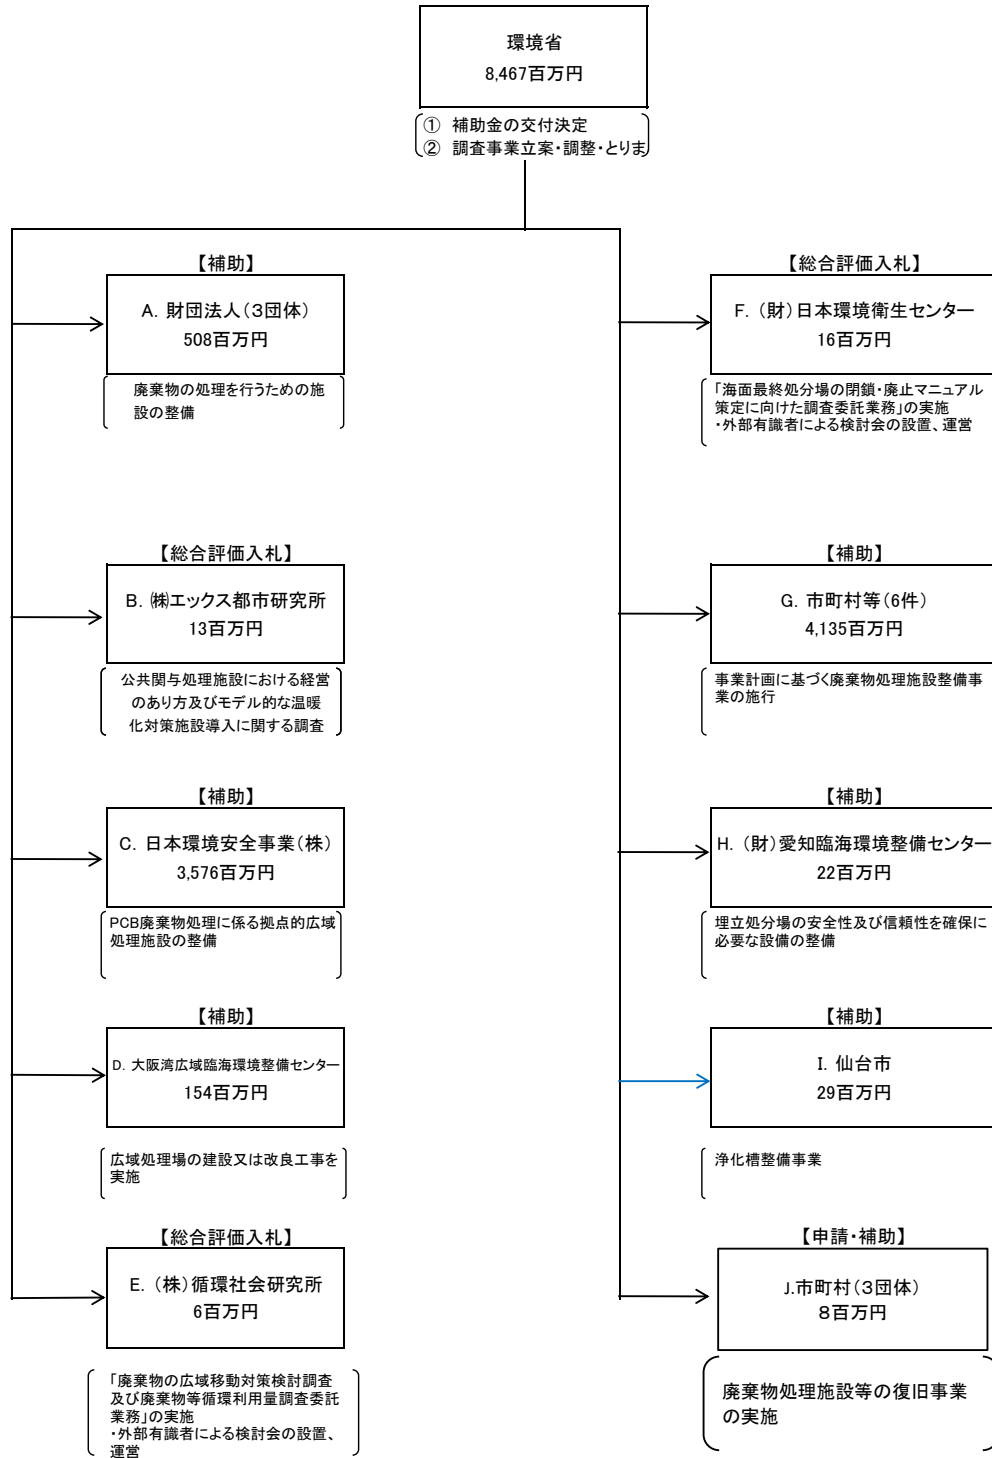 環境省
8,467百万円
① 補助金の交付決定
② 調査事業立案・調整・とりま
【補助】
A. 財団法人(3団体)
508百万円
廃棄物の処理を行うための施
設の整備
【総合評価入札】
B. ㈱エックス都市研究所
13百万円
公共関与処理施設における経営
のあり方及びモデル的な温暖
化対策施設導入に関する調査
【補助】
C. 日本環境安全事業(株)
3,576百万円
PCB廃棄物処理に係る拠点的広域
処理施設の整備
【補助】
D. 大阪湾広域臨海環境整備センター
154百万円
広域処理場の建設又は改良工事を
実施
【総合評価入札】
E. (株)循環社会研究所
6百万円
「廃棄物の広域移動対策検討調査
及び廃棄物等循環利用量調査委託
業務」の実施
・外部有識者による検討会の設置、
運営
【総合評価入札】
F. (財)日本環境衛生センター
16百万円
「海面最終処分場の閉鎖・廃止マニュアル
策定に向けた調査委託業務」の実施
・外部有識者による検討会の設置、運営
【補助】
G. 市町村等(6件)
4,135百万円
事業計画に基づく廃棄物処理施設整備事
業の施行
【補助】
H. (財)愛知臨海環境整備センター
22百万円
埋立処分場の安全性及び信頼性を確保に
必要な設備の整備
【補助】
I. 仙台市
29百万円
浄化槽整備事業
【申請・補助】
J.市町村(3団体)
8百万円
廃棄物処理施設等の復旧事業
の実施